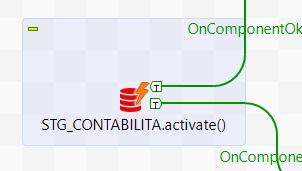 OnComponentOk
T
T
STG_CONTABILITA.activate()
OnCompone